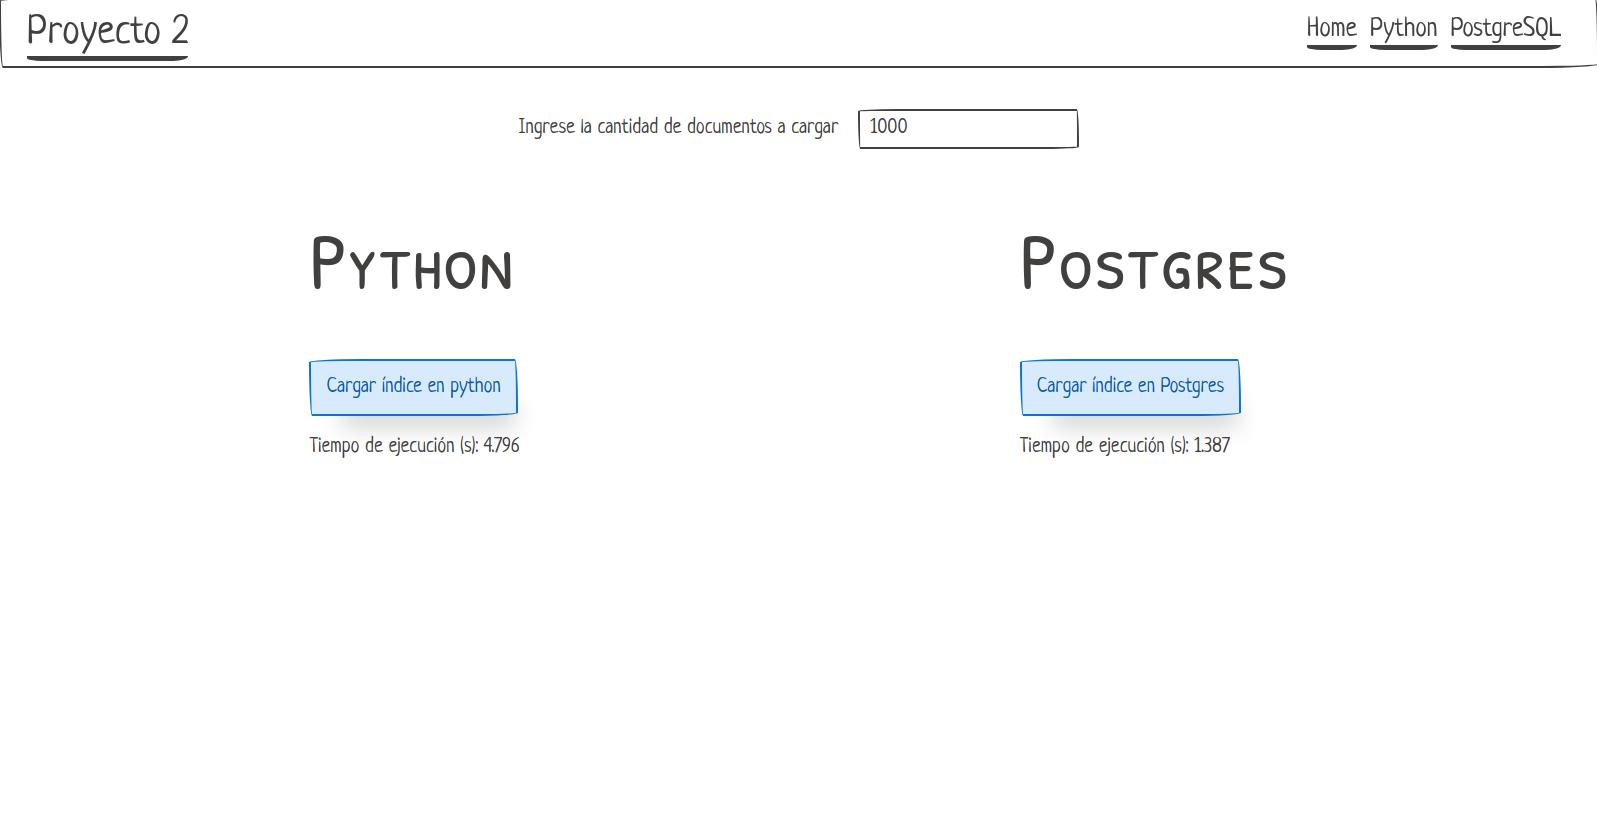 Proyecto 2
Home Python PostgreSQL
Ingrese la cantidad de documentos a cargar 1000
Python
Cargar índice en python
Tiempo de ejecución (s): 4.796
Postgres
Cargar índice en Postgres
Tiempo de ejecución (s): 1.387